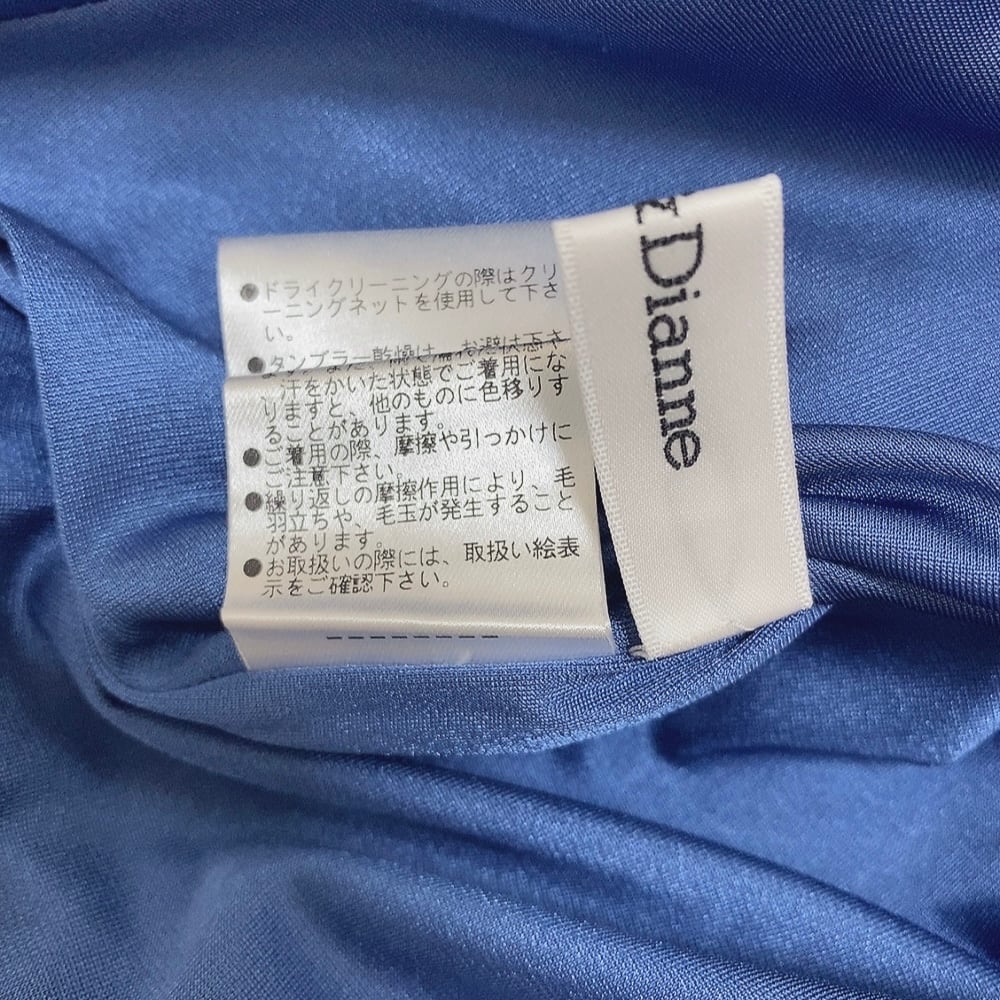 ●ドライクリーニングの際はクリ
ーニングネットを使用して下さ
い。
●タンブラー乾燥は、お避け下さ
汗をかいた状態でご着用にな
りますと、他のものに色移りす
ることがあります。
●ご着用の際、摩擦や引っかけに
ご注意下さい。
●繰り返しの摩擦作用により、毛
羽立ちや、毛玉が発生すること
があります。
●お取扱いの際には、取扱い絵表
示をご確認下さい。
Dianne